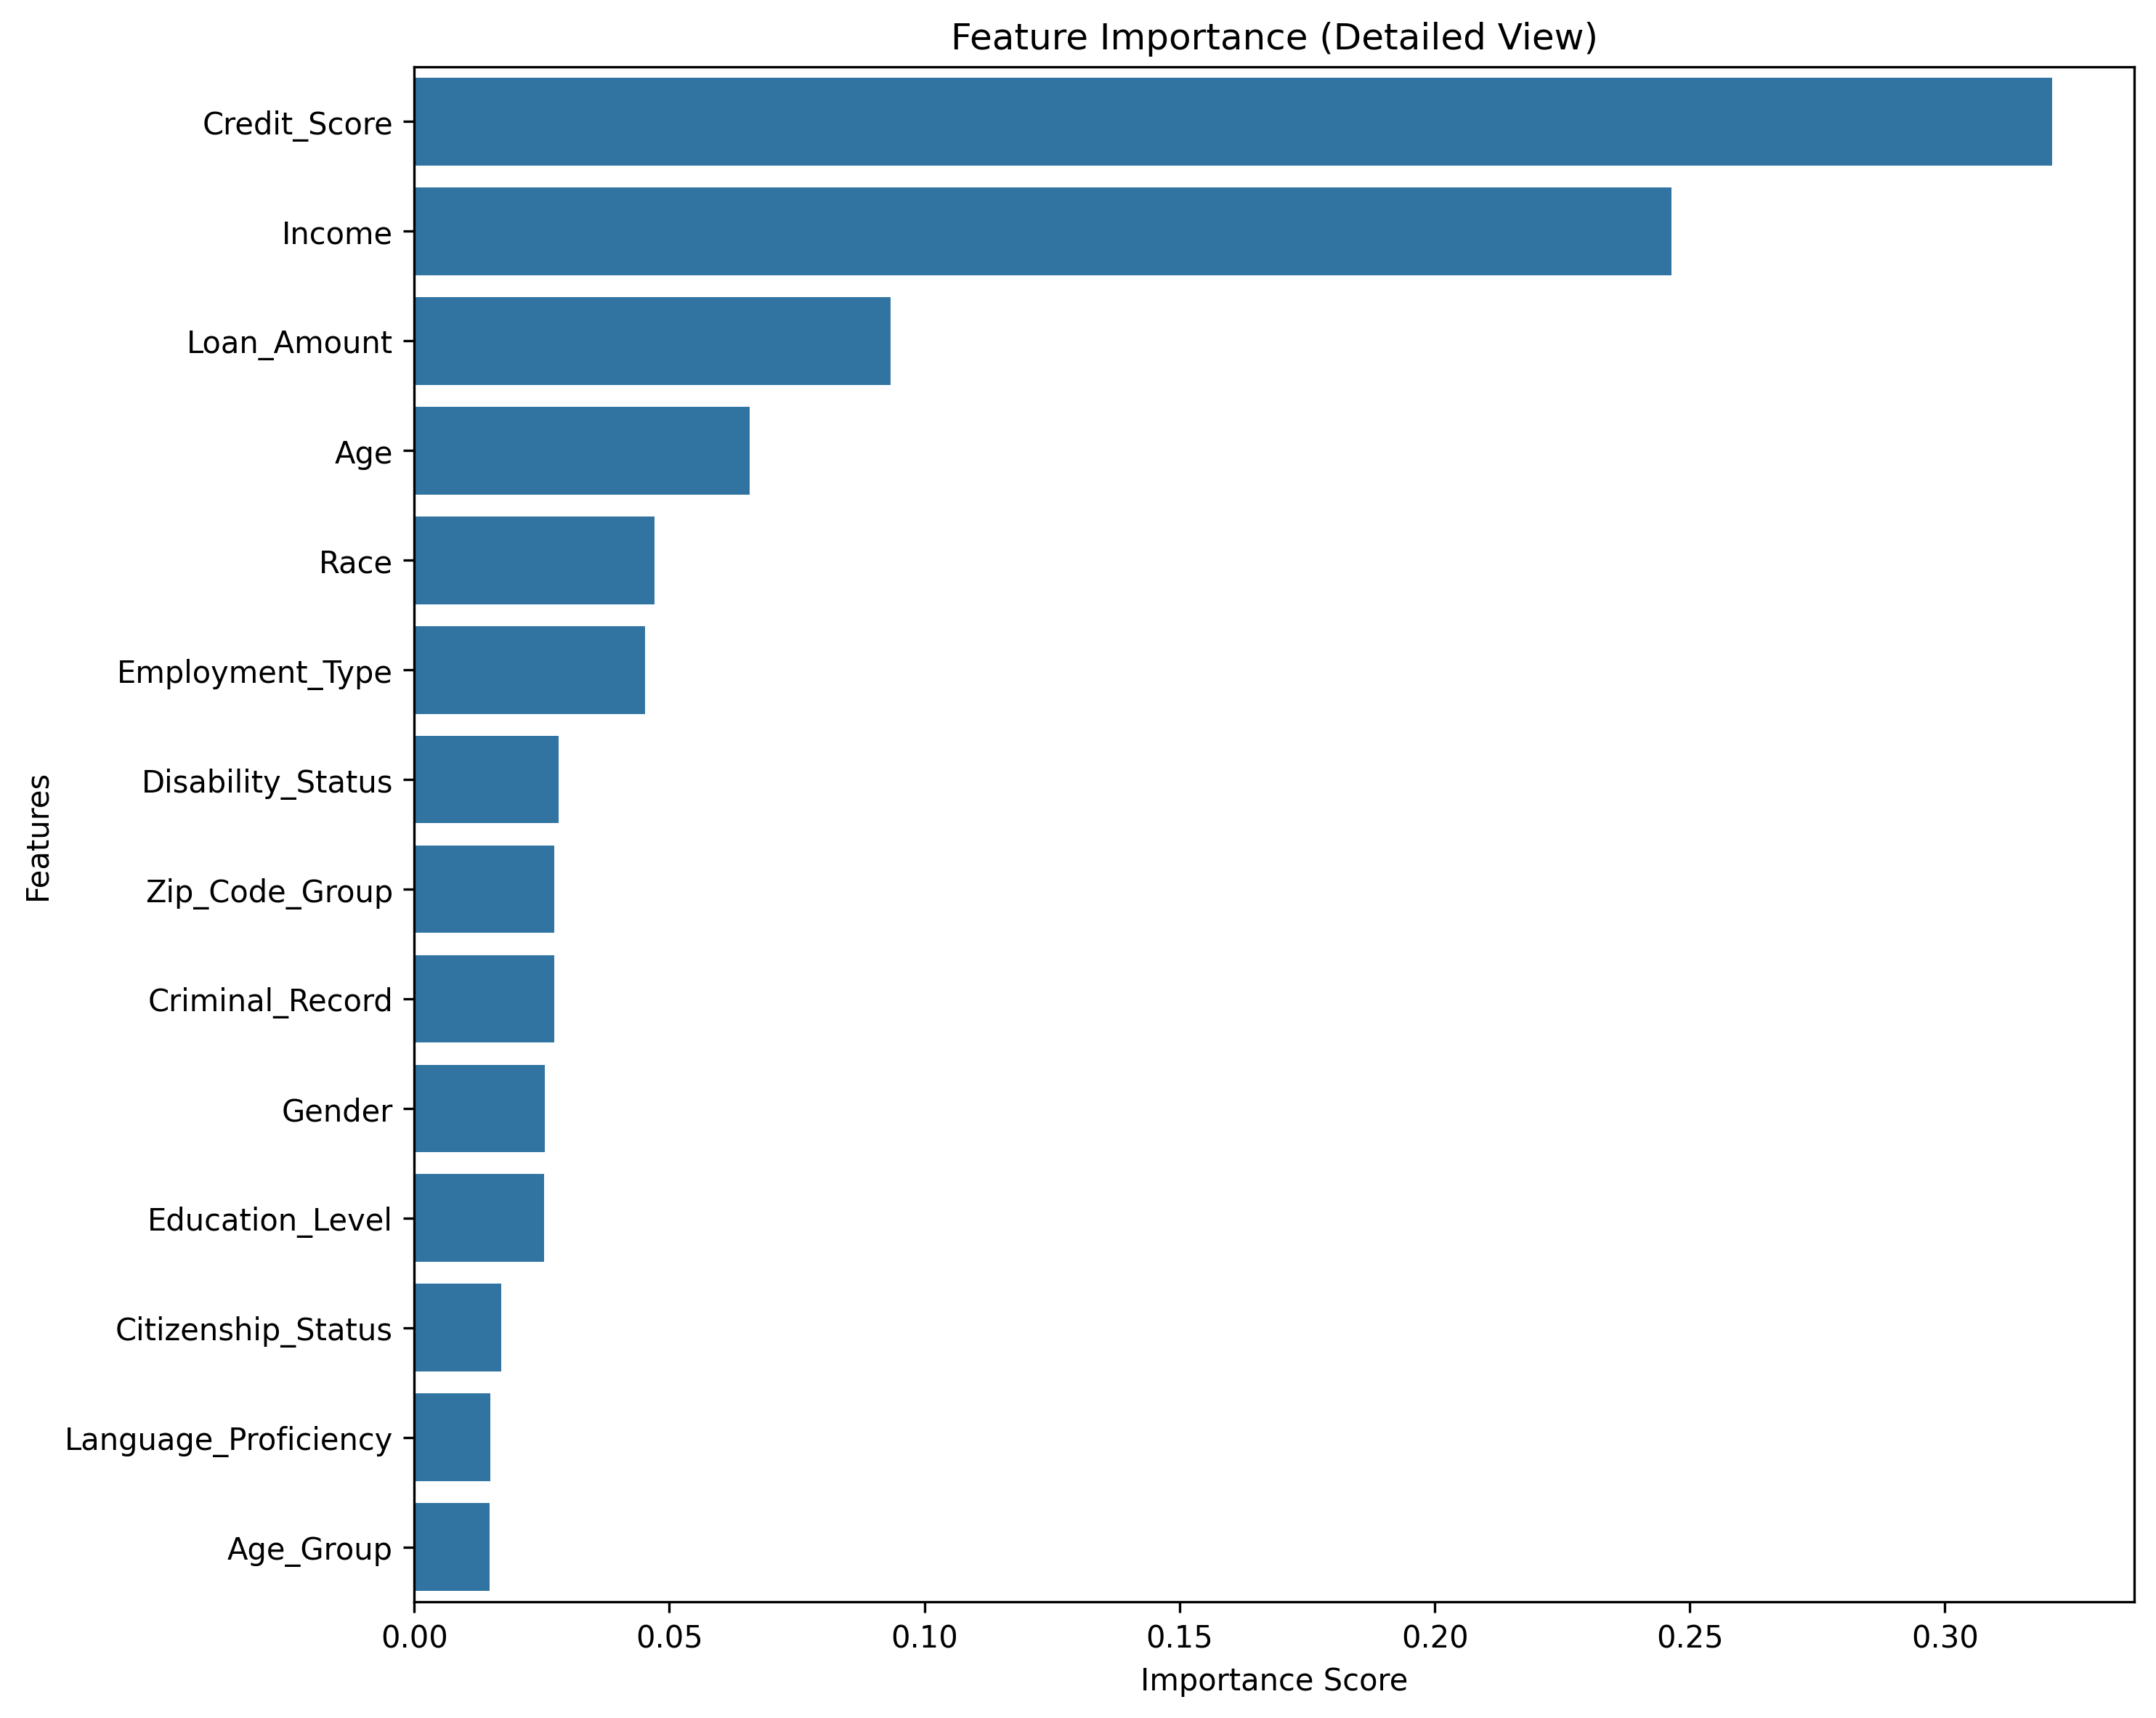 Feature Importance (Detailed View)
Credit_Score
Income
Loan_Amount
Age
Race
Employment_Type
Disability_Status
Zip_Code_Group
Criminal_Record
Gender
Education_Level
Citizenship_Status
Language_Proficiency
Age_Group
Features
0.00 0.05 0.10 0.15 0.20 0.25 0.30
Importance Score